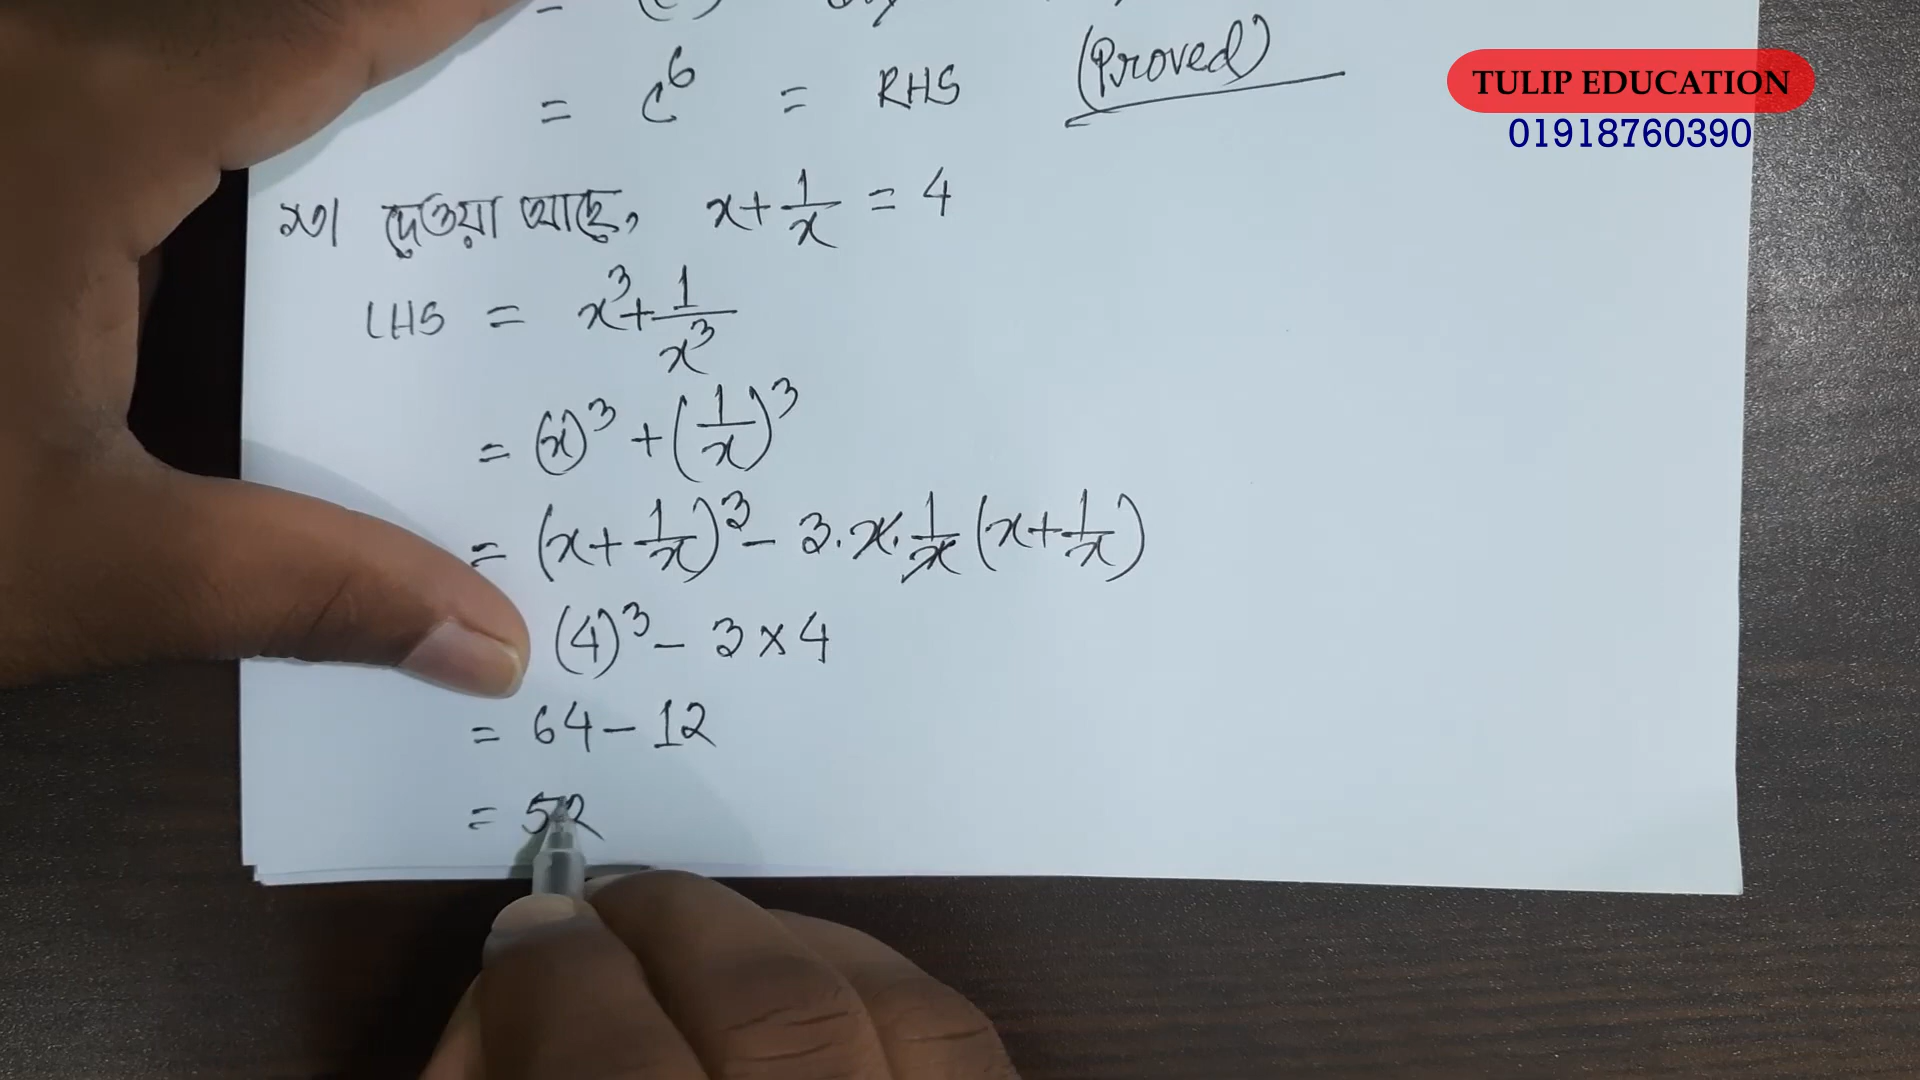 = c⁶ = RHS (Proved)
TULIP EDUCATION
01918760390
দেওয়া আছে, x + 1/x = 4
LHS = x³ + 1/x³
= (x)³ + (1/x)³
= (x + 1/x)³ - 3.x.1/x (x + 1/x)
(4)³ - 3 × 4
= 64 - 12
= 52